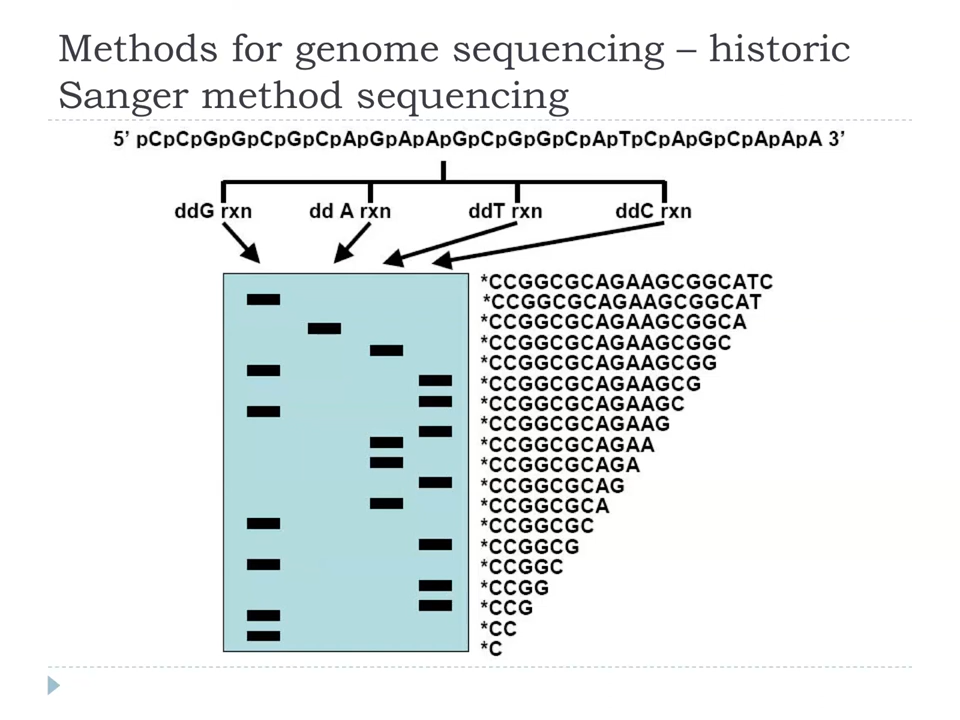 Methods for genome sequencing – historic
Sanger method sequencing
5’ pCpCpGpGpCpGpCpApGpApApGpCpGpGpCpApTpCpApGpCpApApA 3’
ddG rxn
dd A rxn
ddT rxn
ddC rxn
*CCGGCGCAGAAGCGGCATC
*CCGGCGCAGAAGCGGCAT
*CCGGCGCAGAAGCGGCA
*CCGGCGCAGAAGCGGC
*CCGGCGCAGAAGCGG
*CCGGCGCAGAAGCG
*CCGGCGCAGAAGC
*CCGGCGCAGAAG
*CCGGCGCAGAA
*CCGGCGCAGA
*CCGGCGCAG
*CCGGCGCA
*CCGGCGC
*CCGGCG
*CCGGC
*CCGG
*CCG
*CC
*C